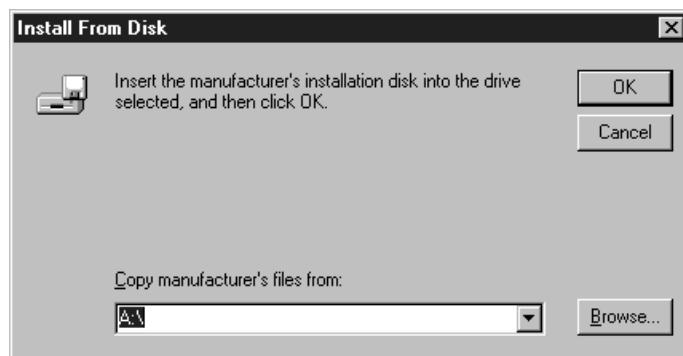 Install From Disk
Insert the manufacturer's installation disk into the drive
selected, and then click OK.
OK
Cancel
Copy manufacturer's files from:
A:\
Browse...